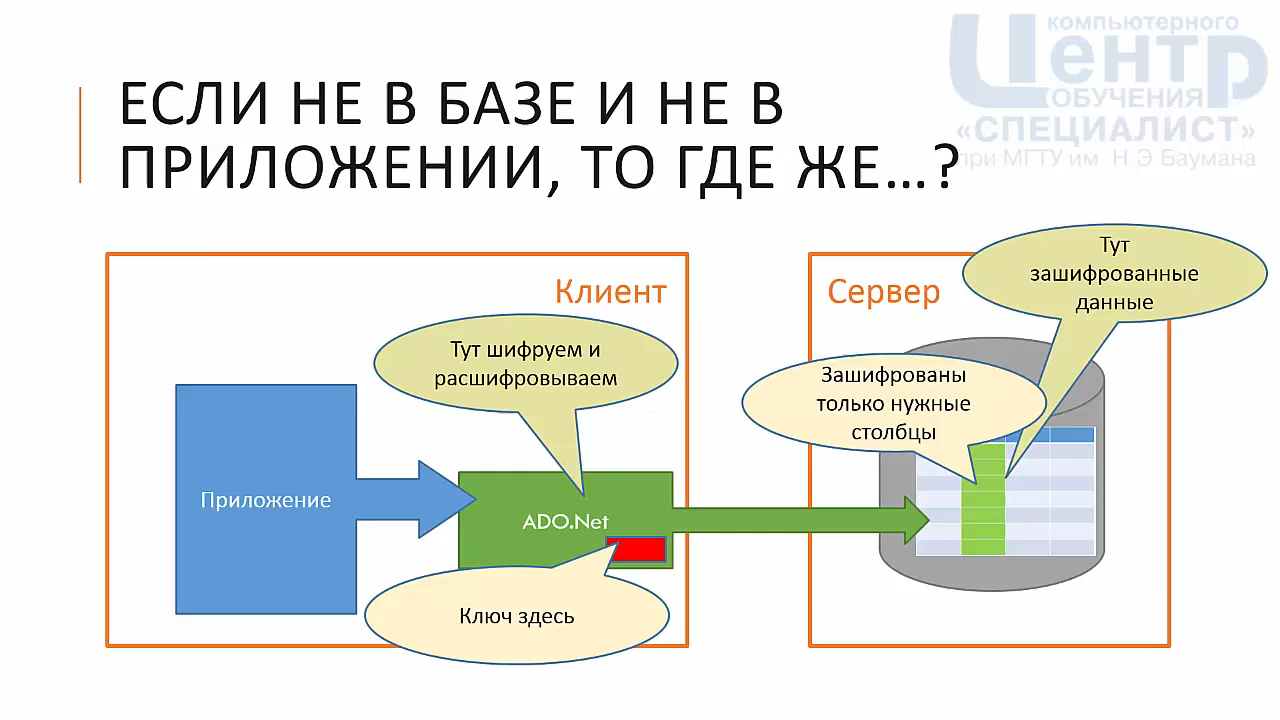 компьютерного
Центр
ОБУЧЕНИЯ
«СПЕЦИАЛИСТ»
при МГТУ им Н Э Баумана
ЕСЛИ НЕ В БАЗЕ И НЕ В
ПРИЛОЖЕНИИ, ТО ГДЕ ЖЕ…?
Клиент
Тут шифруем и
расшифровываем
Приложение
ADO.Net
Ключ здесь
Сервер
Тут
зашифрованные
данные
Зашифрованы
только нужные
столбцы